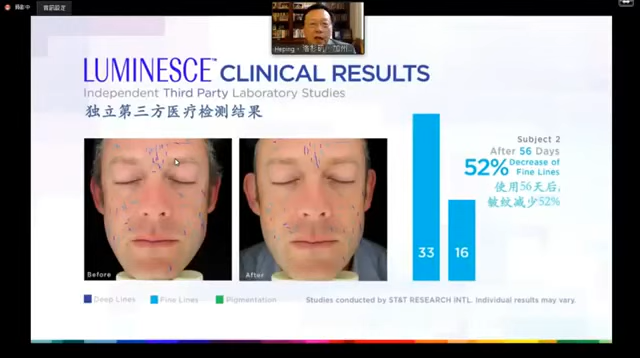 Heping
LUMINESCE™ CLINICAL RESULTS
Independent Third Party Laboratory Studies
独立第三方医疗检测结果
Subject 2
After 56 Days
52% Decrease of
Fine Lines
使用56天后,
皱纹减少52%
33
16
Before
After
Deep Lines
Fine Lines
Pigmentation
Studies conducted by ST&T RESEARCH INTL. Individual results may vary.